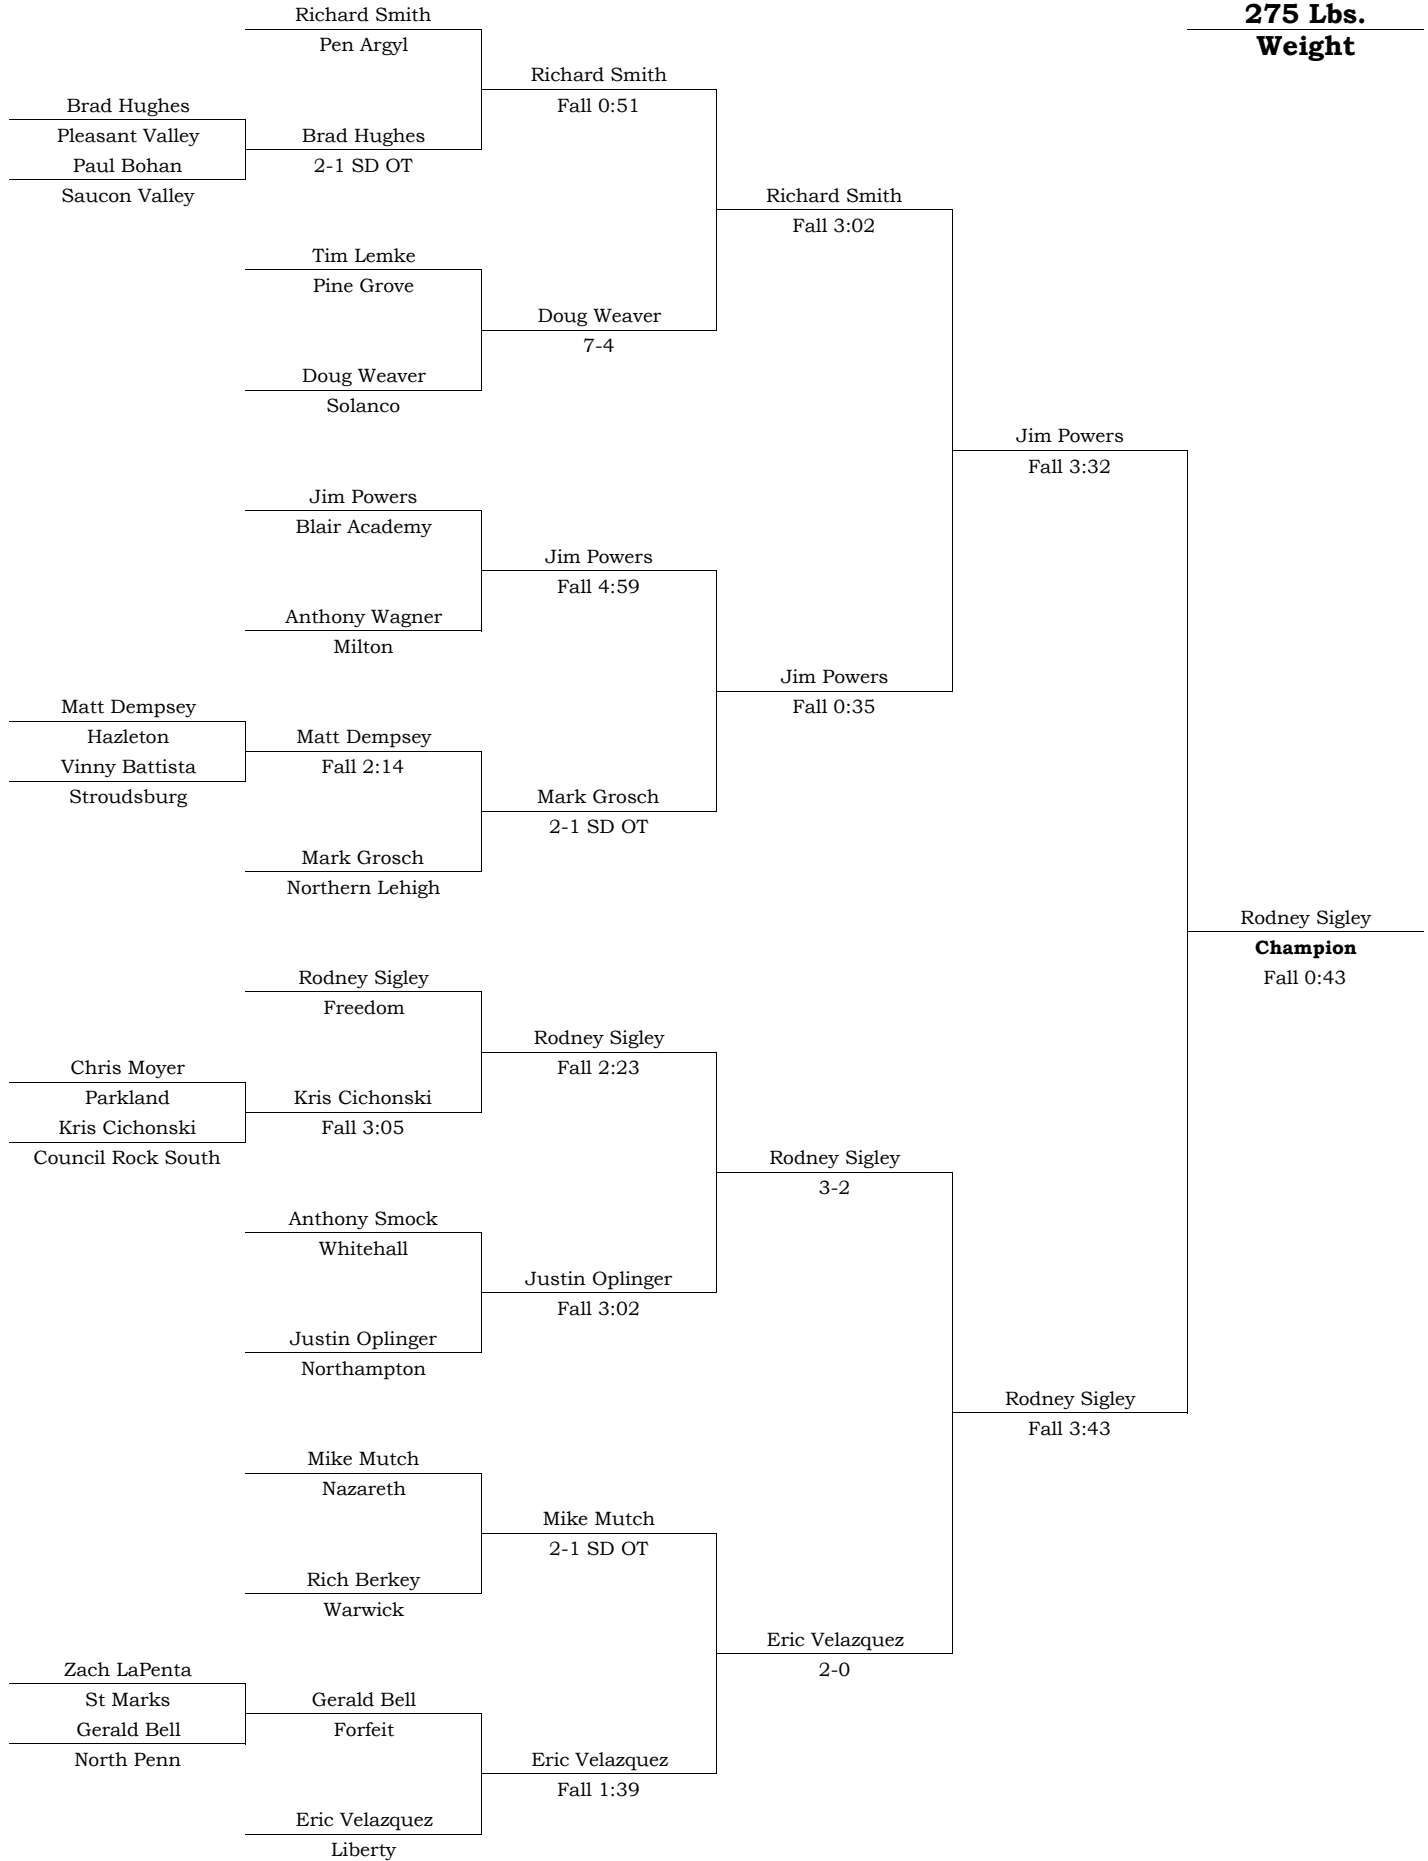 275 Lbs.
Weight
Richard Smith
Pen Argyl
Richard Smith
Fall 0:51
Brad Hughes
Pleasant Valley
Paul Bohan
Saucon Valley
Brad Hughes
2-1 SD OT
Richard Smith
Fall 3:02
Tim Lemke
Pine Grove
Doug Weaver
7-4
Doug Weaver
Solanco
Jim Powers
Fall 3:32
Jim Powers
Blair Academy
Jim Powers
Fall 4:59
Anthony Wagner
Milton
Jim Powers
Fall 0:35
Matt Dempsey
Hazleton
Vinny Battista
Stroudsburg
Matt Dempsey
Fall 2:14
Mark Grosch
2-1 SD OT
Mark Grosch
Northern Lehigh
Rodney Sigley
Champion
Fall 0:43
Rodney Sigley
Freedom
Rodney Sigley
Fall 2:23
Chris Moyer
Parkland
Kris Cichonski
Council Rock South
Kris Cichonski
Fall 3:05
Rodney Sigley
3-2
Anthony Smock
Whitehall
Justin Oplinger
Fall 3:02
Justin Oplinger
Northampton
Rodney Sigley
Fall 3:43
Mike Mutch
Nazareth
Mike Mutch
2-1 SD OT
Rich Berkey
Warwick
Eric Velazquez
2-0
Zach LaPenta
St Marks
Gerald Bell
North Penn
Gerald Bell
Forfeit
Eric Velazquez
Fall 1:39
Eric Velazquez
Liberty